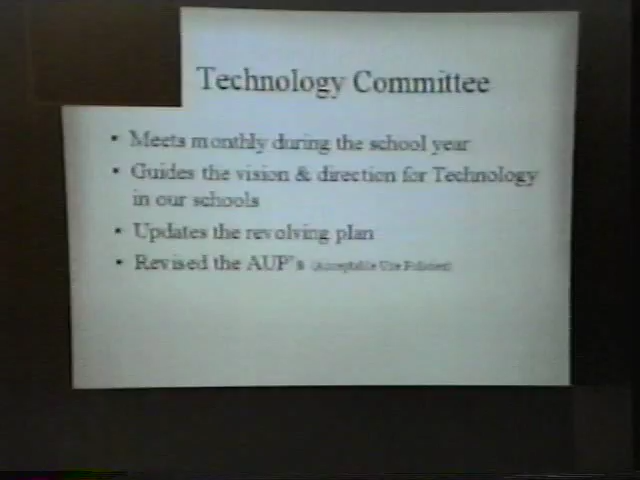 Technology Committee
• Meets monthly during the school year
• Guides the vision & direction for Technology
in our schools
• Updates the revolving plan
• Revised the AUP's (Acceptable Use Policies)